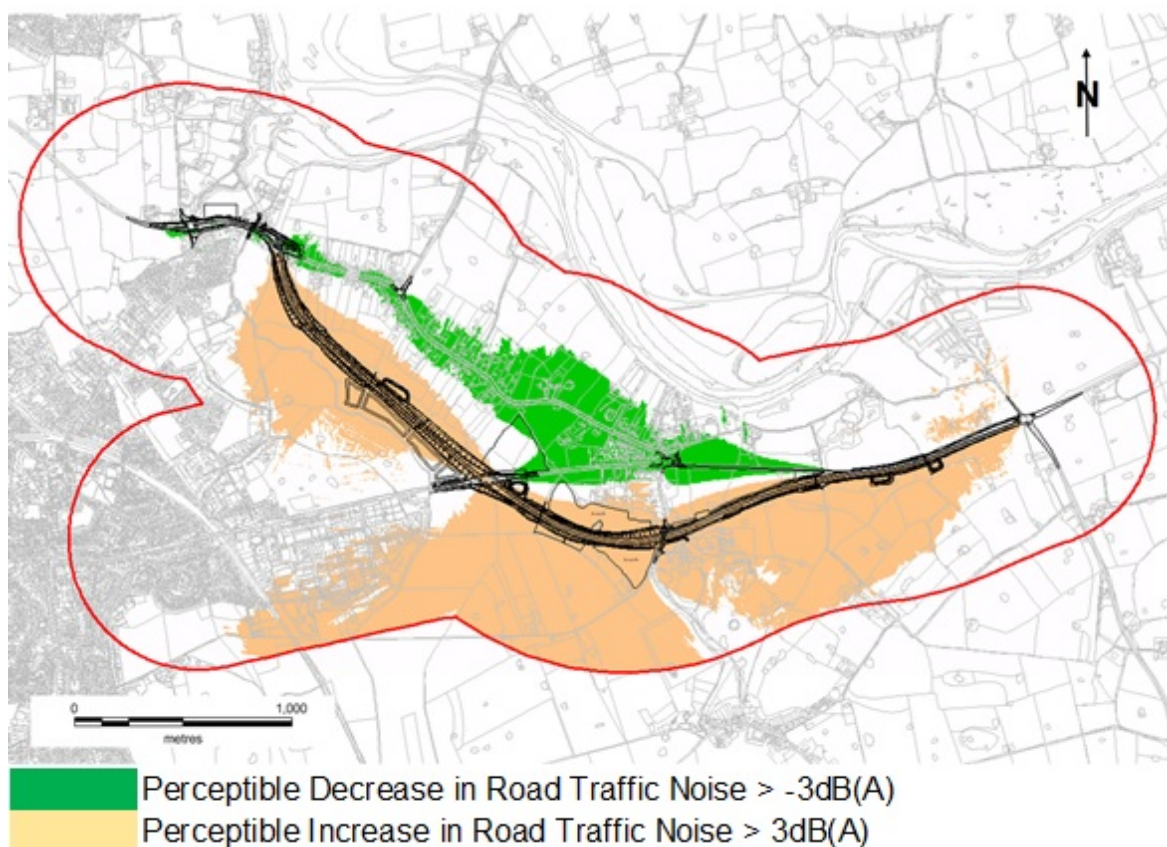 N
0 1,000
metres
Perceptible Decrease in Road Traffic Noise > -3dB(A)
Perceptible Increase in Road Traffic Noise > 3dB(A)